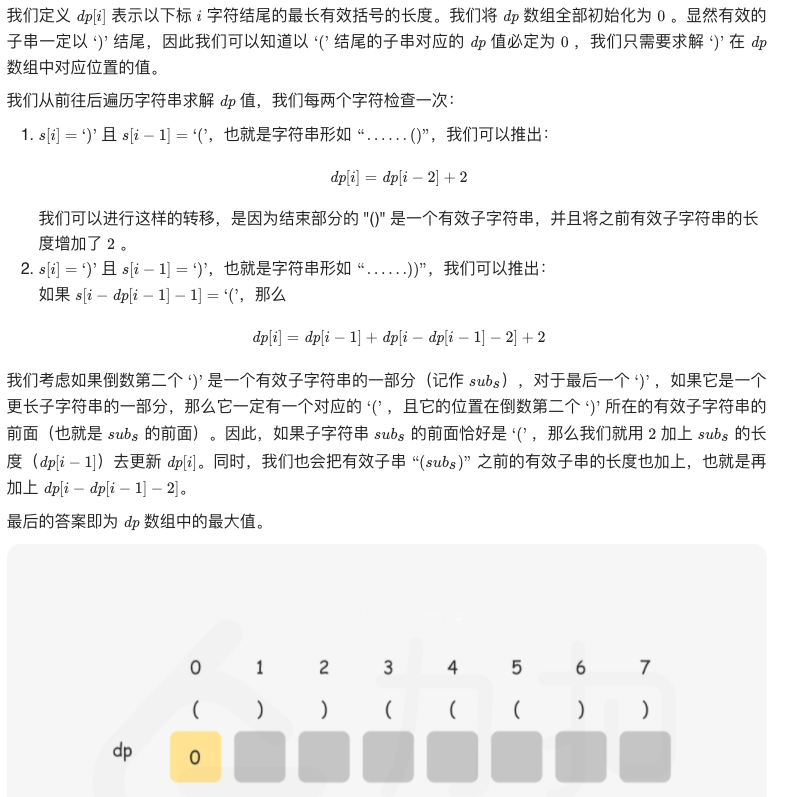 我们定义 dp[i] 表示以下标 i 字符结尾的最长有效括号的长度。我们将 dp 数组全部初始化为 0 。显然有效的
子串一定以 ‘)’ 结尾，因此我们可以知道以 ‘(’ 结尾的子串对应的 dp 值必定为 0 ，我们只需要求解 ‘)’ 在 dp
数组中对应位置的值。
我们从前往后遍历字符串求解 dp 值，我们每两个字符检查一次：
1. s[i] = ‘)’ 且 s[i − 1] = ‘(’，也就是字符串形如 “……()”，我们可以推出：
dp[i] = dp[i − 2] + 2
我们可以进行这样的转移，是因为结束部分的 "()" 是一个有效子字符串，并且将之前有效子字符串的长
度增加了 2 。
2. s[i] = ‘)’ 且 s[i − 1] = ‘)’，也就是字符串形如 “……))”，我们可以推出：
如果 s[i − dp[i − 1] − 1] = ‘(’，那么
dp[i] = dp[i − 1] + dp[i − dp[i − 1] − 2] + 2
我们考虑如果倒数第二个 ‘)’ 是一个有效子字符串的一部分（记作 subs），对于最后一个 ‘)’ ，如果它是一个
更长子字符串的一部分，那么它一定有一个对应的 ‘(’ ，且它的位置在倒数第二个 ‘)’ 所在的有效子字符串的
前面（也就是 subs 的前面）。因此，如果子字符串 subs 的前面恰好是 ‘(’ ，那么我们就用 2 加上 subs 的长
度（dp[i − 1]）去更新 dp[i]。同时，我们也会把有效子串 “(subs)” 之前的有效子串的长度也加上，也就是再
加上 dp[i − dp[i − 1] − 2]。
最后的答案即为 dp 数组中的最大值。
0 1 2 3 4 5 6 7
( ) ) ( ( ( ) )
dp 0
力扣